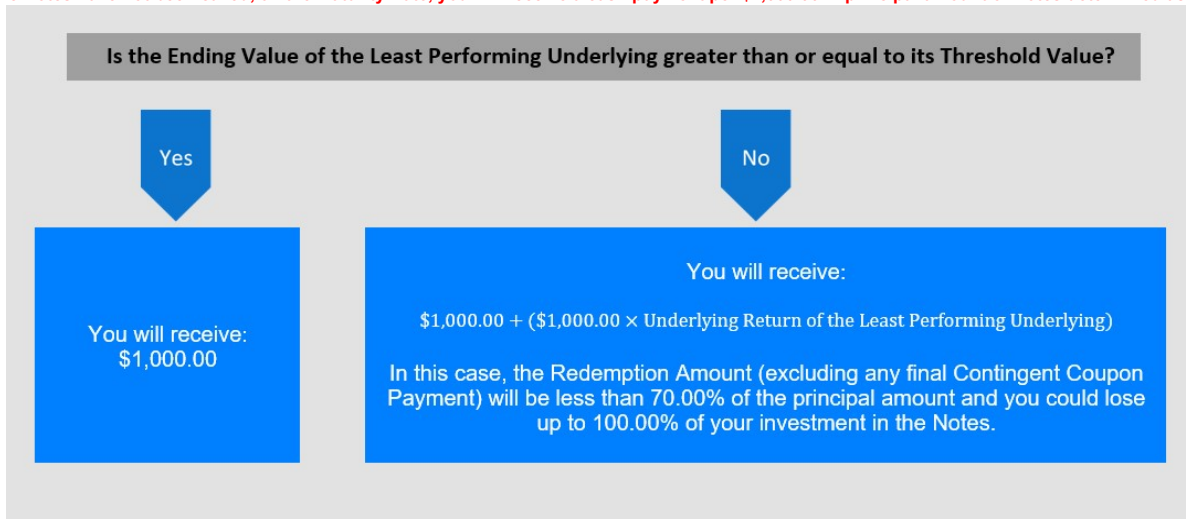 Is the Ending Value of the Least Performing Underlying greater than or equal to its Threshold Value?
Yes
No
You will receive:
$1,000.00
You will receive:
$1,000.00 + ($1,000.00 × Underlying Return of the Least Performing Underlying)
In this case, the Redemption Amount (excluding any final Contingent Coupon
Payment) will be less than 70.00% of the principal amount and you could lose
up to 100.00% of your investment in the Notes.